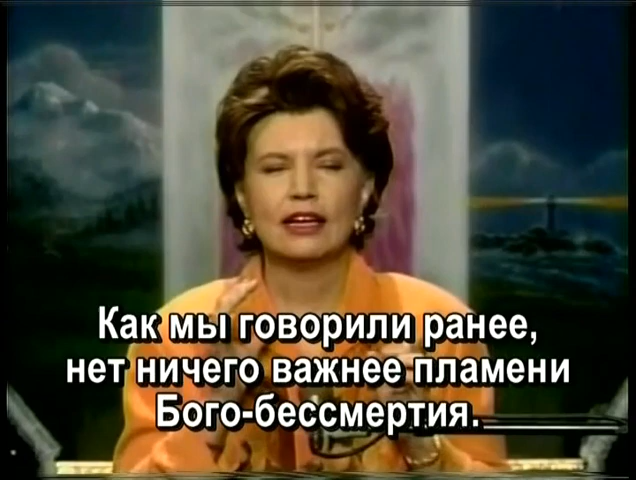 Как мы говорили ранее,
нет ничего важнее пламени
Бого-бессмертия.